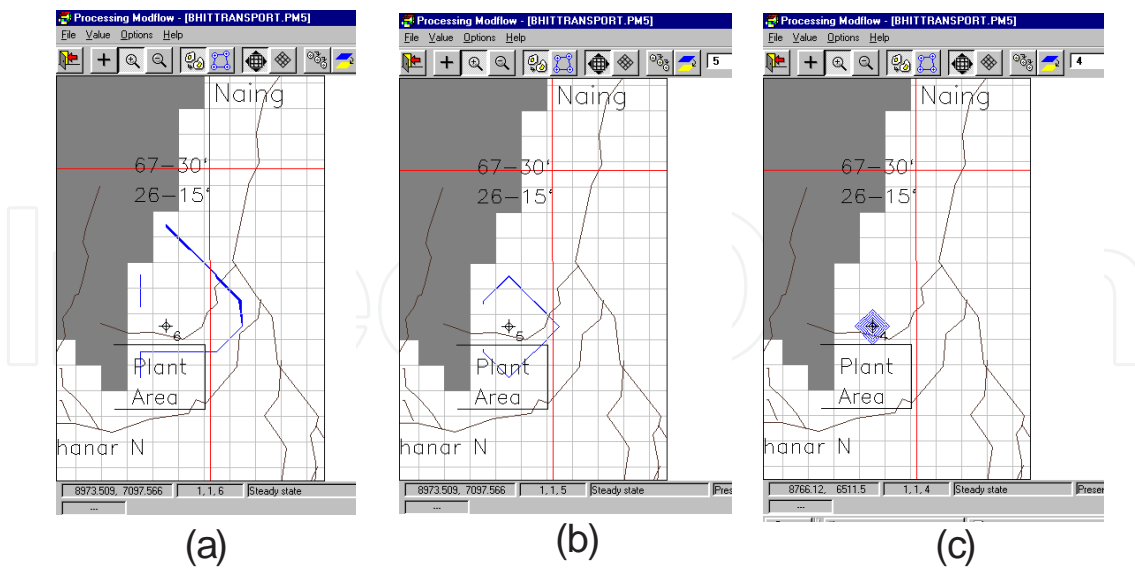 Processing Modflow - [BHITTRANSPORT.PM5]
File Value Options Help
Naing
67-30'
26-15'
6
Plant
Area
hanar N
8973.509, 7097.566 1, 1, 6 Steady state
---
(a)
Processing Modflow - [BHITTRANSPORT.PM5]
File Value Options Help
5
Naing
67-30'
26-15'
5
Plant
Area
hanar N
8973.509, 7097.566 1, 1, 5 Steady state Pres
---
(b)
Processing Modflow - [BHITTRANSPORT.PM5]
File Value Options Help
4
Naing
67-30'
26-15'
4
Plant
Area
hanar N
8766.12, 6511.5 1, 1, 4 Steady state Preser
---
(c)